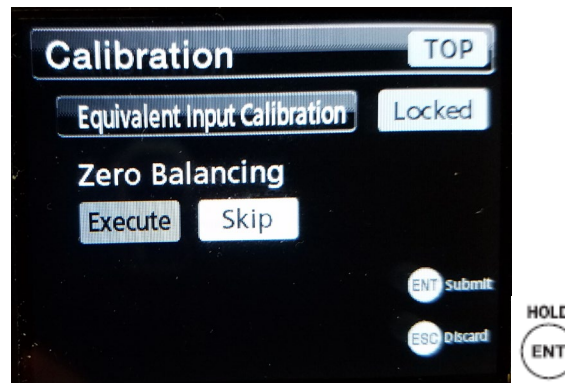 Calibration TOP
Equivalent Input Calibration Locked
Zero Balancing
Execute Skip
ENT Submit
ESC Discard
HOLD
ENT